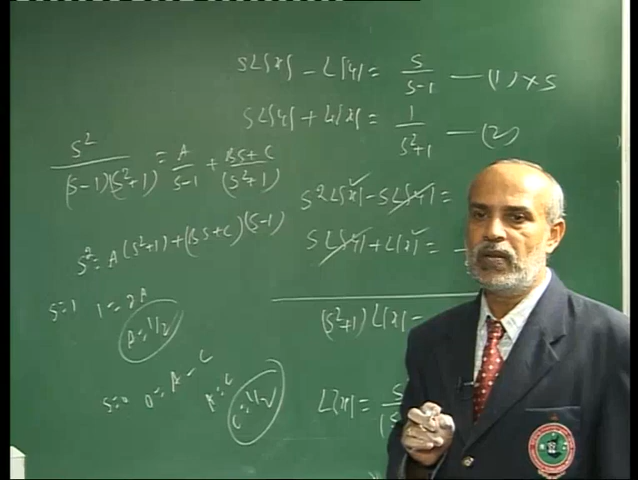 sL{x} - L{y} = s/(s-1) — (1) × s
sL{y} + L{x} = 1/(s²+1) — (2)
s²/((s-1)(s²+1)) = A/(s-1) + (Bs+C)/(s²+1)
s²L{x} - sL{y} =
sL{y} + L{x} =
s² = A(s²+1) + (Bs+C)(s-1)
s=1 1=2A
A=1/2
(s²+1)L{x} =
s=0 0=A-C
A=C
C=1/2
L{x} = s